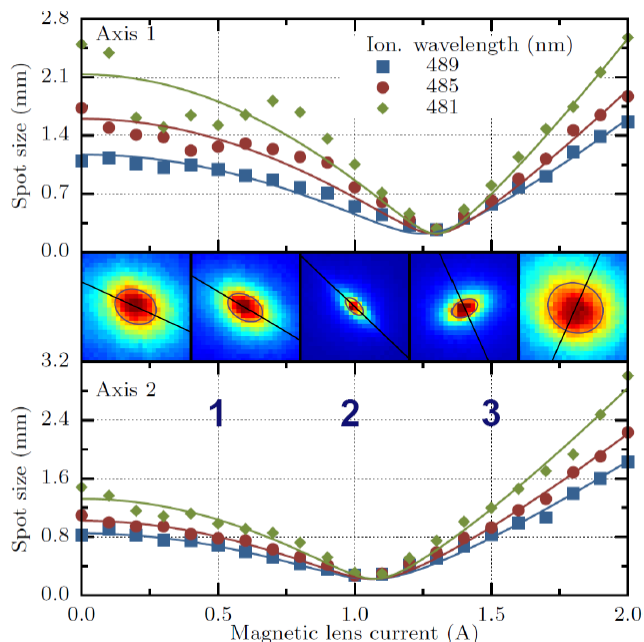 2.8
2.1
1.4
0.7
0.0
Spot size (mm)
Axis 1
Ion. wavelength (nm)
489
485
481
3.2
2.4
1.6
0.8
0.0
Spot size (mm)
Axis 2
1 2 3
0.0 0.5 1.0 1.5 2.0
Magnetic lens current (A)